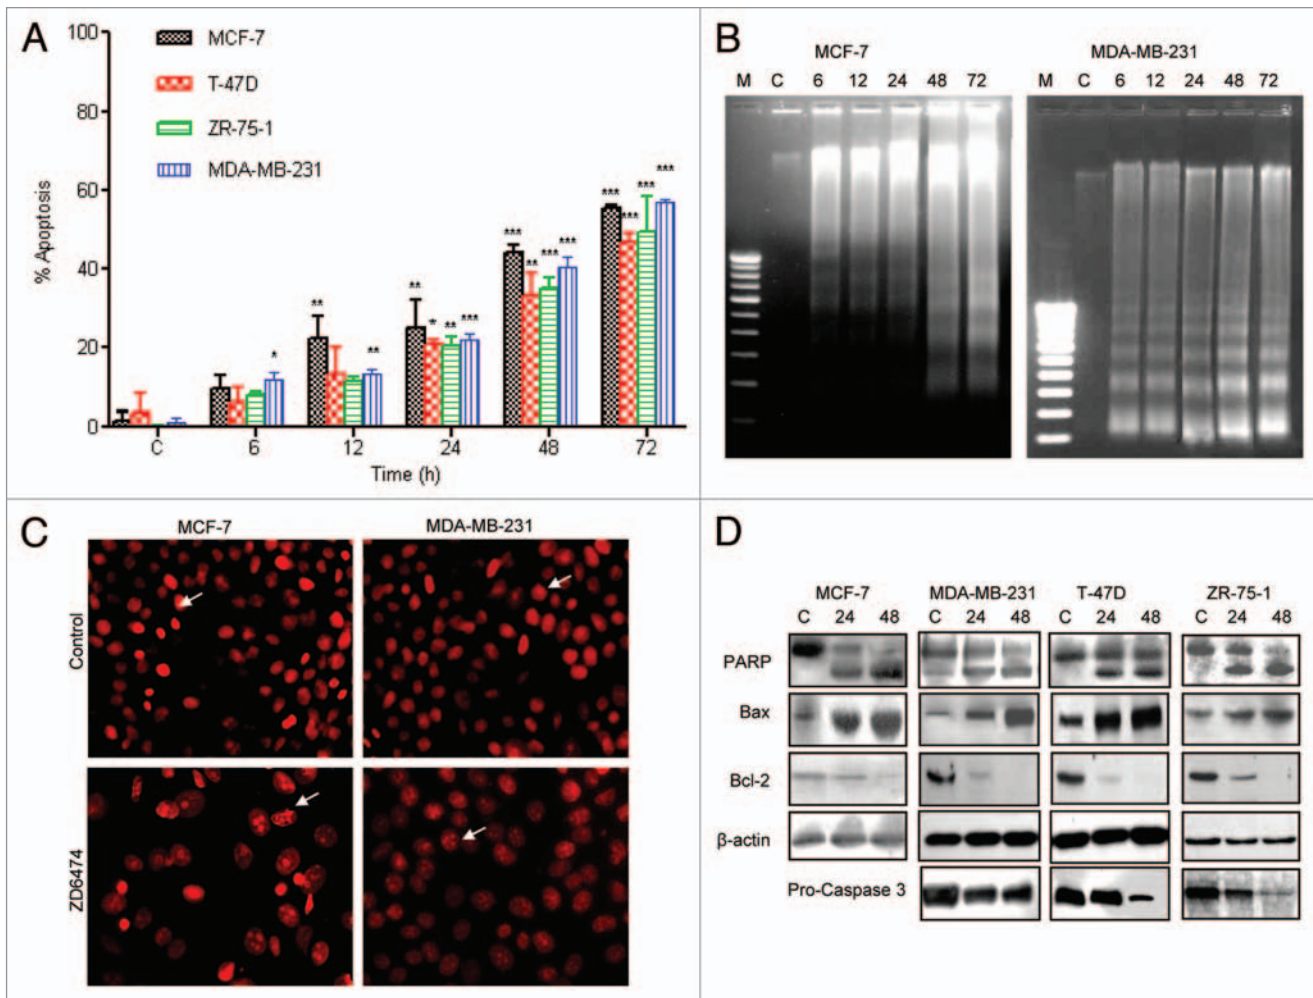 A
% Apoptosis
100
80
60
40
20
0
MCF-7
T-47D
ZR-75-1
MDA-MB-231
** * **
** * ** ***
*** ** *** ***
*** *** *** ***
C 6 12 24 48 72
Time (h)
B
MCF-7 MDA-MB-231
M C 6 12 24 48 72 M C 6 12 24 48 72
C
MCF-7 MDA-MB-231
Control
ZD6474
D
MCF-7 MDA-MB-231 T-47D ZR-75-1
C 24 48 C 24 48 C 24 48 C 24 48
PARP
Bax
Bcl-2
β-actin
Pro-Caspase 3